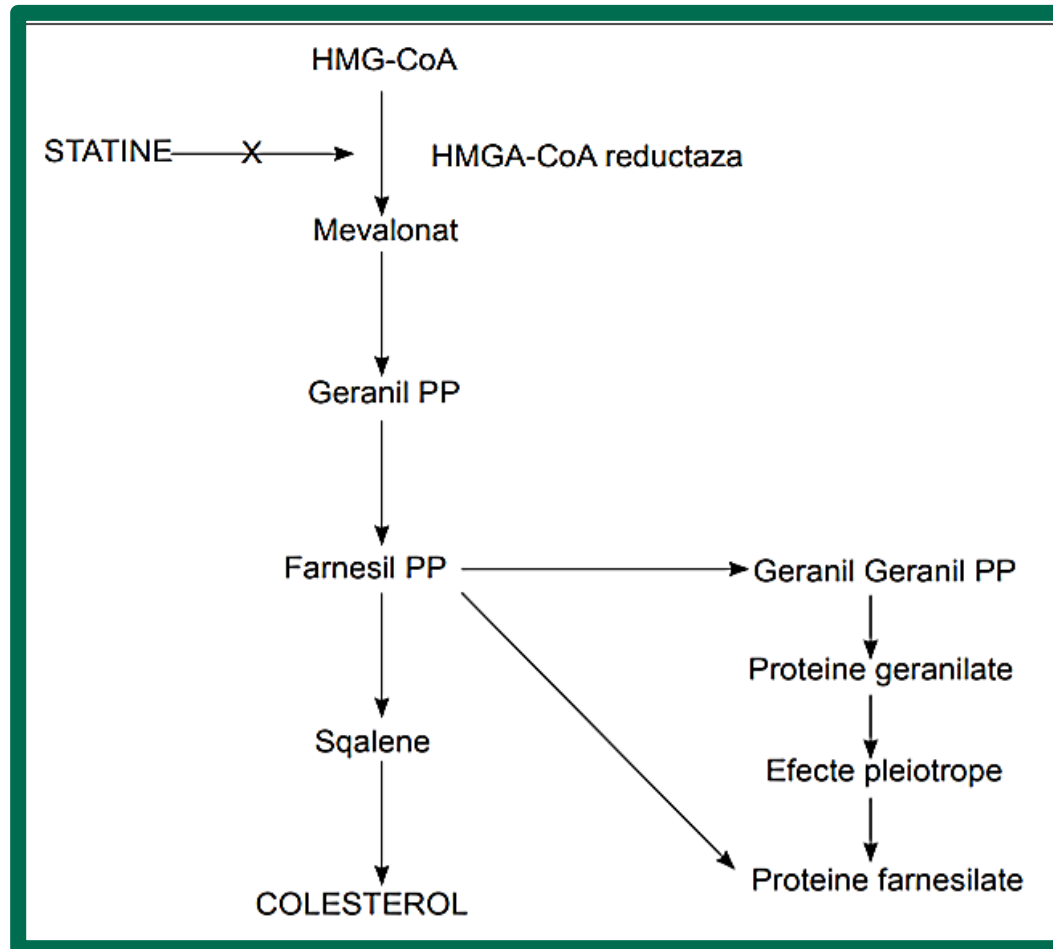 HMG-CoA
STATINE X HMGA-CoA reductaza
Mevalonat
Geranil PP
Farnesil PP Geranil Geranil PP
Proteine geranilate
Sqalene
Efecte pleiotrope
Proteine farnesilate
COLESTEROL